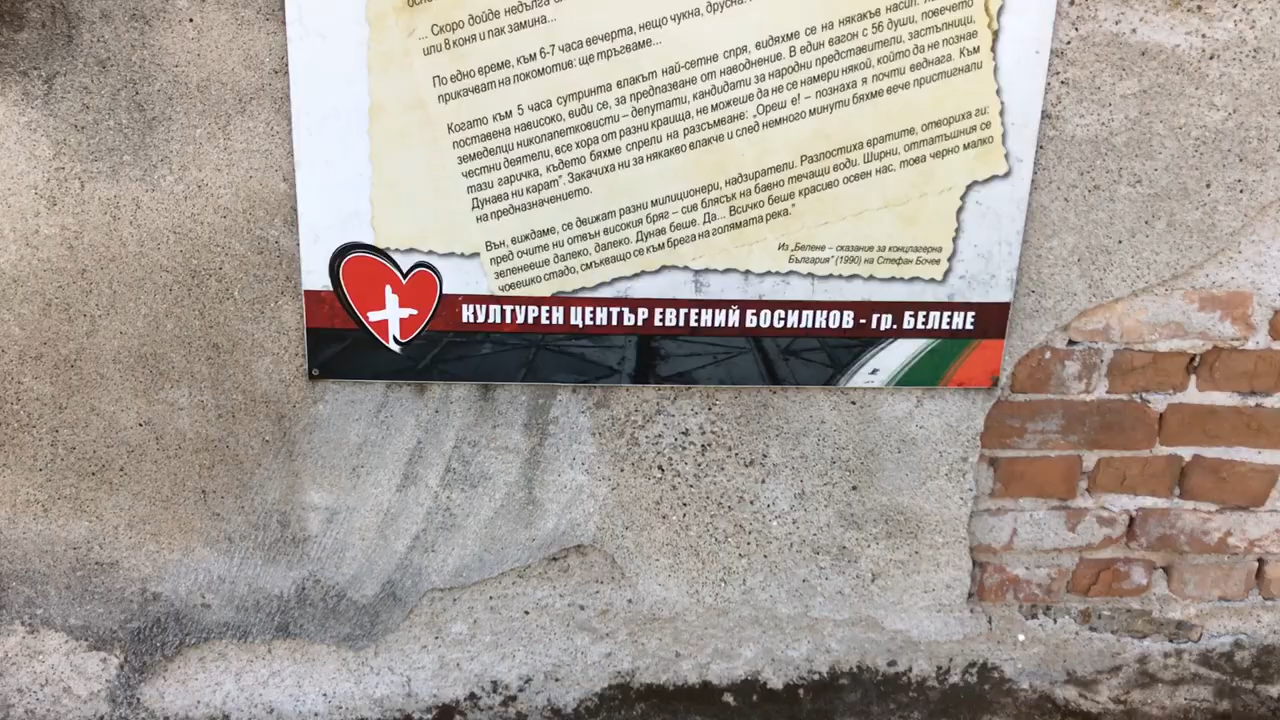 ... Скоро дойде недълга
или 8 коня и пак замина...
По едно време, към 6-7 часа вечерта, нещо чукна, друсна.
прикачват на локомотив: ще тръгваме...
Когато към 5 часа сутринта влакът най-сетне спря, видяхме се на някакъв насип.
поставена нависоко, види се, за предпазване от наводнение. В един вагон с 56 души, повечето
земеделци николапетковисти – депутати, кандидати за народни представители, застъпници,
честни деятели, все хора от разни краища, не можеше да не се намери някой, който да не познае
тази гаричка, където бяхме спрели на разсъмване: „Ореш е! – познаха я почти веднага. Към
Дунава ни карат". Закачиха ни за някакво влакче и след немного минути бяхме вече пристигнали
на предназначението.
Вън, виждаме, се движат разни милиционери, надзиратели. Разпостиха вратите, отвориха ги:
пред очите ни отвън високия бряг – сив блясък на бавно течащи води. Ширни, оттатъшния се
зеленееше далеко, далеко. Дунав беше. Да... Всичко беше красиво освен нас, това черно малко
човешко стадо, смъкващо се към брега на голямата река."
Из „Белене – сказание за концлагерна
България" (1990) на Стефан Бочев
КУЛТУРЕН ЦЕНТЪР ЕВГЕНИЙ БОСИЛКОВ - гр. БЕЛЕНЕ